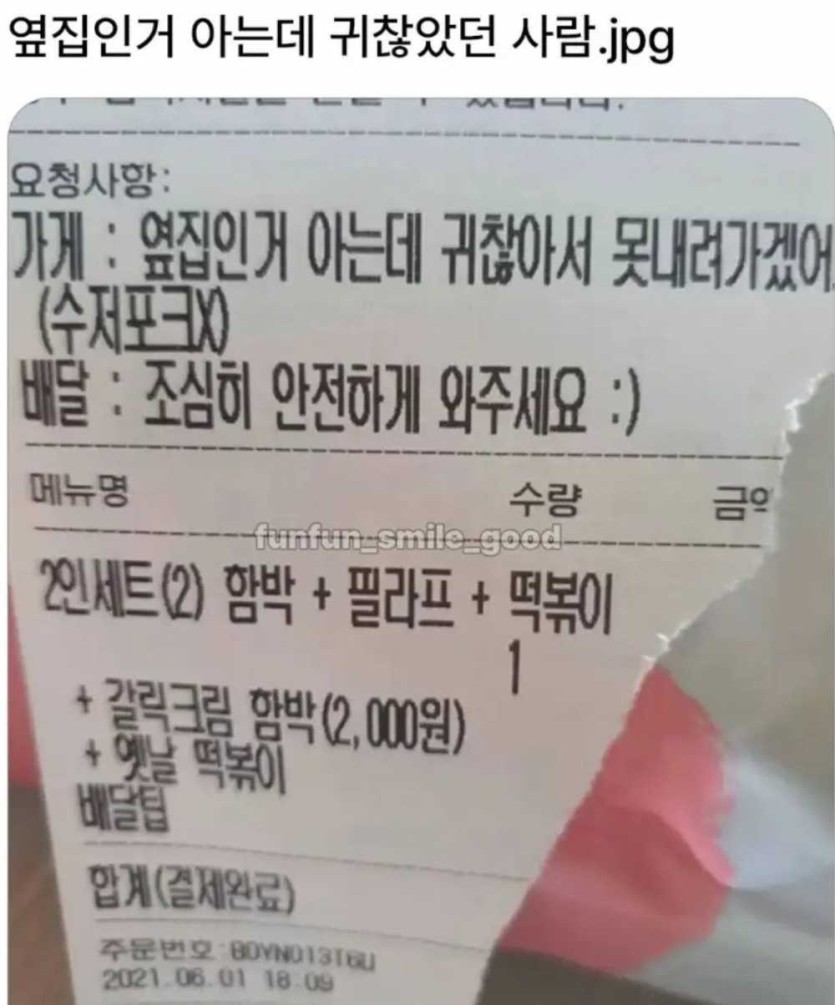 옆집인거 아는데 귀찮았던 사람.jpg
요청사항:
가게 : 옆집인거 아는데 귀찮아서 못내려가겠어
(수저포크X)
배달 : 조심히 안전하게 와주세요 :)
메뉴명 수량 금
funfun_smile_good
2인세트(2) 함박 + 필라프 + 떡볶이
1
+ 갈릭크림 함박(2,000원)
+ 옛날 떡볶이
배달팁
합계(결제완료)
주문번호:B0YN013T6U
2021.06.01 18:09